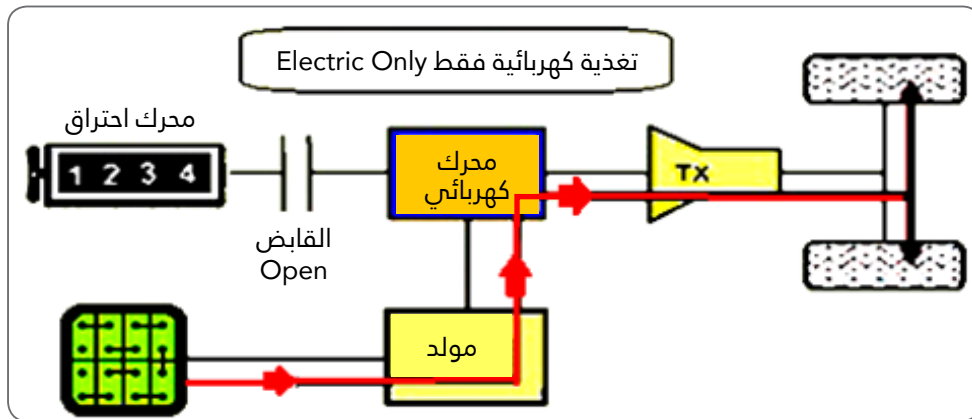 تغذية كهربائية فقط Electric Only
محرك احتراق
1 2 3 4
محرك
كهربائي
TX
القابض
Open
مولد